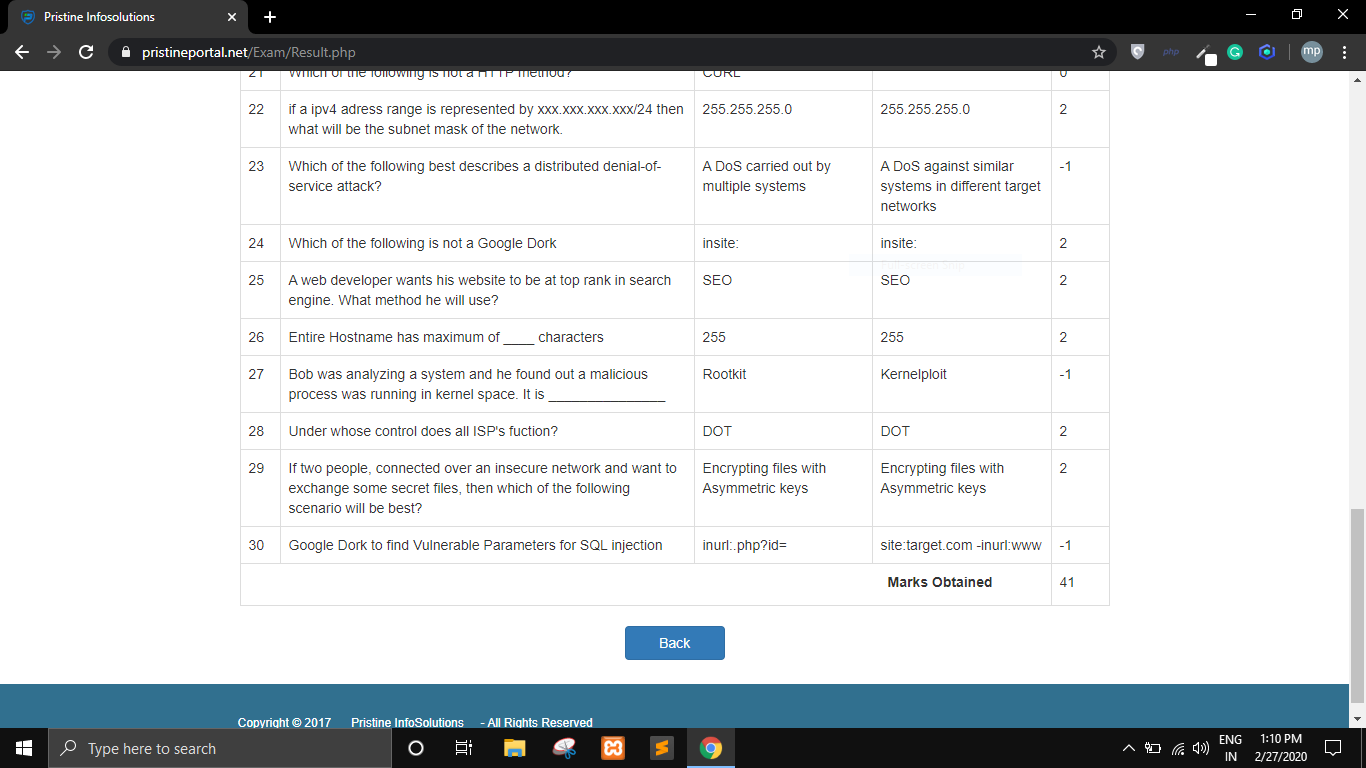 Pristine Infosolutions
pristineportal.net/Exam/Result.php
php
mp
21 Which of the following is not a HTTP method? CURL 0
22 if a ipv4 adress range is represented by xxx.xxx.xxx.xxx/24 then 255.255.255.0 255.255.255.0 2
what will be the subnet mask of the network.
23 Which of the following best describes a distributed denial-of- A DoS carried out by A DoS against similar -1
service attack? multiple systems systems in different target
networks
24 Which of the following is not a Google Dork insite: insite: 2
25 A web developer wants his website to be at top rank in search SEO SEO 2
engine. What method he will use?
26 Entire Hostname has maximum of ____ characters 255 255 2
27 Bob was analyzing a system and he found out a malicious Rootkit Kernelploit -1
process was running in kernel space. It is _______________
28 Under whose control does all ISP's fuction? DOT DOT 2
29 If two people, connected over an insecure network and want to Encrypting files with Encrypting files with 2
exchange some secret files, then which of the following Asymmetric keys Asymmetric keys
scenario will be best?
30 Google Dork to find Vulnerable Parameters for SQL injection inurl:.php?id= site:target.com -inurl:www -1
Marks Obtained 41
Back
Copyright © 2017 Pristine InfoSolutions - All Rights Reserved
Type here to search
ENG 1:10 PM
IN 2/27/2020